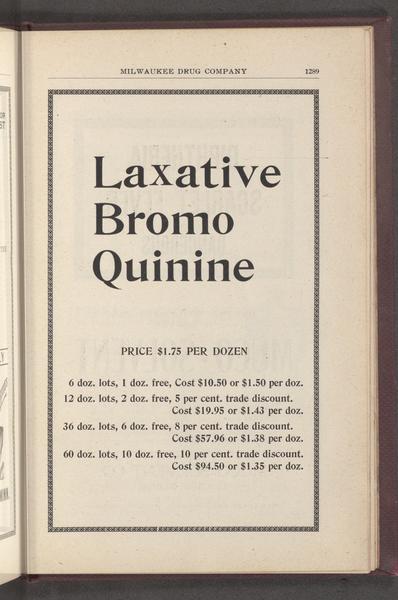 MILWAUKEE DRUG COMPANY 1289
Laxative
Bromo
Quinine
PRICE $1.75 PER DOZEN
6 doz. lots, 1 doz. free, Cost $10.50 or $1.50 per doz.
12 doz. lots, 2 doz. free, 5 per cent. trade discount.
Cost $19.95 or $1.43 per doz.
36 doz. lots, 6 doz. free, 8 per cent. trade discount.
Cost $57.96 or $1.38 per doz.
60 doz. lots, 10 doz. free, 10 per cent. trade discount.
Cost $94.50 or $1.35 per doz.